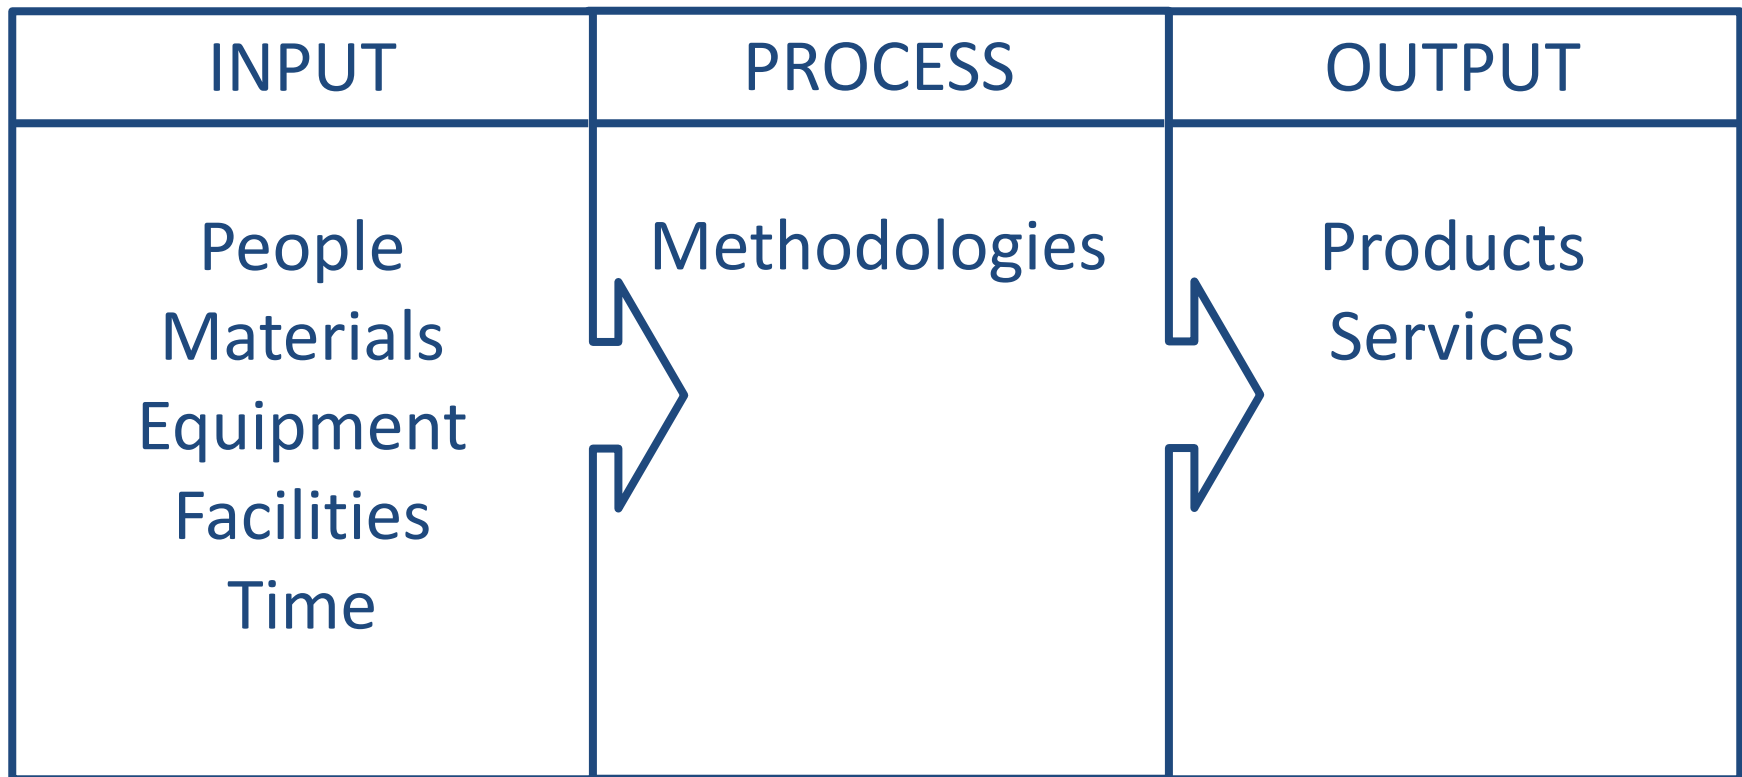 INPUT
PROCESS
OUTPUT
People
Materials
Equipment
Facilities
Time
Methodologies
Products
Services